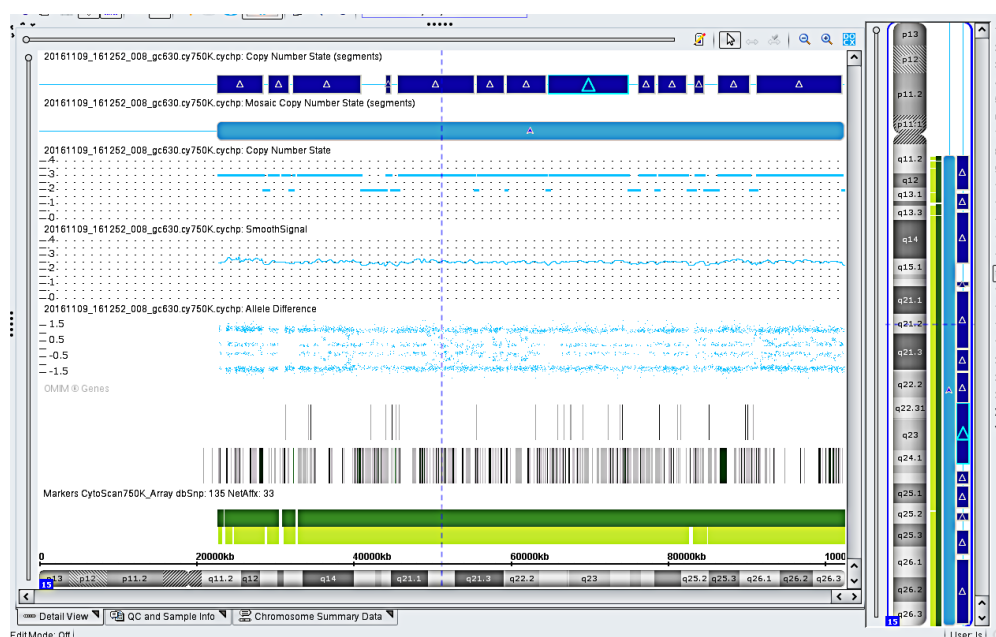 20161109_161252_008_gc630.cy750K.cychp: Copy Number State (segments)
20161109_161252_008_gc630.cy750K.cychp: Mosaic Copy Number State (segments)
20161109_161252_008_gc630.cy750K.cychp: Copy Number State
4
3
2
1
0
20161109_161252_008_gc630.cy750K.cychp: SmoothSignal
4
3
2
1
0
20161109_161252_008_gc630.cy750K.cychp: Allele Difference
1.5
0.5
-0.5
-1.5
OMIM ® Genes
Markers CytoScan750K_Array dbSnp: 135 NetAffx: 33
0 20000kb 40000kb 60000kb 80000kb 1000
15 p13 p12 p11.2 q11.2 q12 q14 q21.1 q21.3 q22.2 q23 q25.2 q25.3 q26.1 q26.2 q26.3
Detail View QC and Sample Info Chromosome Summary Data
Edit Mode: Off
p13
p12
p11.2
p11.1
q11.2
q12
q13.1
q13.3
q14
q15.1
q21.1
q21.2
q21.3
q22.2
q22.31
q23
q24.1
q25.1
q25.2
q25.3
q26.1
q26.2
q26.3
15
User: Is